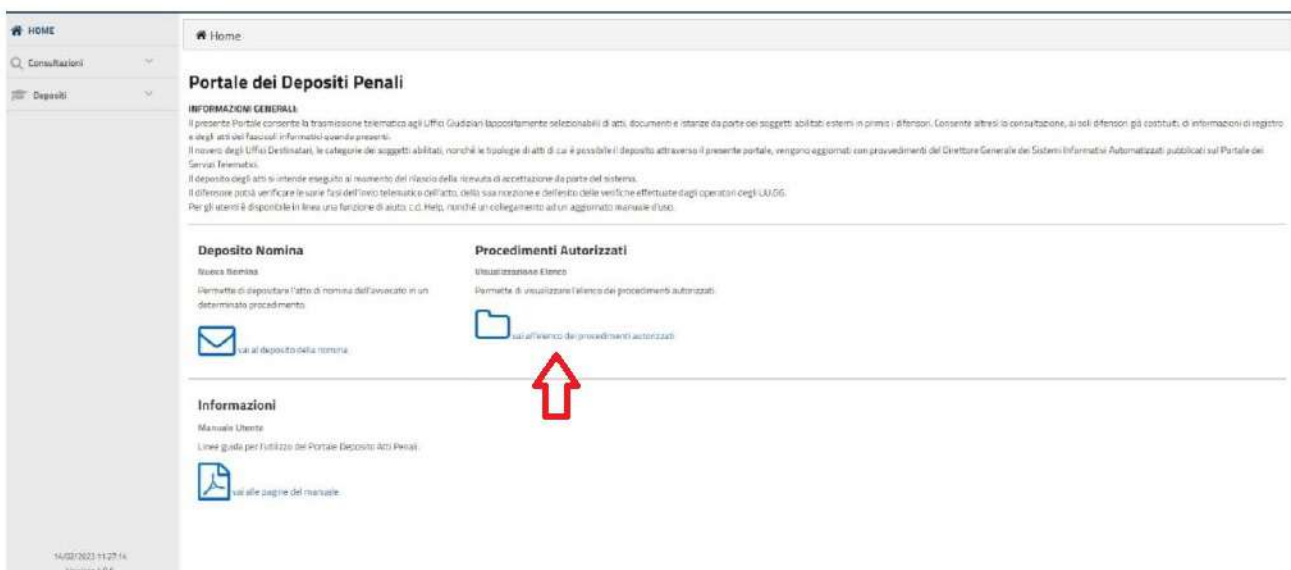 HOME
Home
Consultazioni
Depositi
Portale dei Depositi Penali
INFORMAZIONI GENERALI:
Il presente Portale consente la trasmissione telematica agli Uffici Giudiziari (appositamente selezionabili) di atti, documenti e istanze da parte dei soggetti abilitati esterni in primis i difensori. Consente altresì la consultazione, ai soli difensori già costituiti, di informazioni di registro
e degli atti dei fascicoli informatici quando presenti.
Il novero degli Uffici Destinatari, le categorie dei soggetti abilitati, nonché le tipologie di atti di cui è possibile il deposito attraverso il presente portale, vengono aggiornati con provvedimenti del Direttore Generale dei Sistemi Informativi Automatizzati pubblicati sul Portale dei
Servizi Telematici.
Il deposito degli atti si intende eseguito al momento del rilascio della ricevuta di accettazione da parte del sistema.
Il difensore potrà verificare le varie fasi dell'invio telematico dell'atto, della sua ricezione e dell'esito delle verifiche effettuate dagli operatori degli UU.GG.
Per gli utenti è disponibile in linea una funzione di aiuto, c.d. Help, nonché un collegamento ad un aggiornato manuale d'uso.
Deposito Nomina
Nuova Nomina
Permette di depositare l'atto di nomina dell'avvocato in un
determinato procedimento.
vai al deposito della nomina
Procedimenti Autorizzati
Visualizzazione Elenco
Permette di visualizzare l'elenco dei procedimenti autorizzati.
vai all'elenco dei procedimenti autorizzati
Informazioni
Manuale Utente
Linee guida per l'utilizzo del Portale Deposito Atti Penali.
vai alle pagine del manuale
14/02/2023 11:27:14